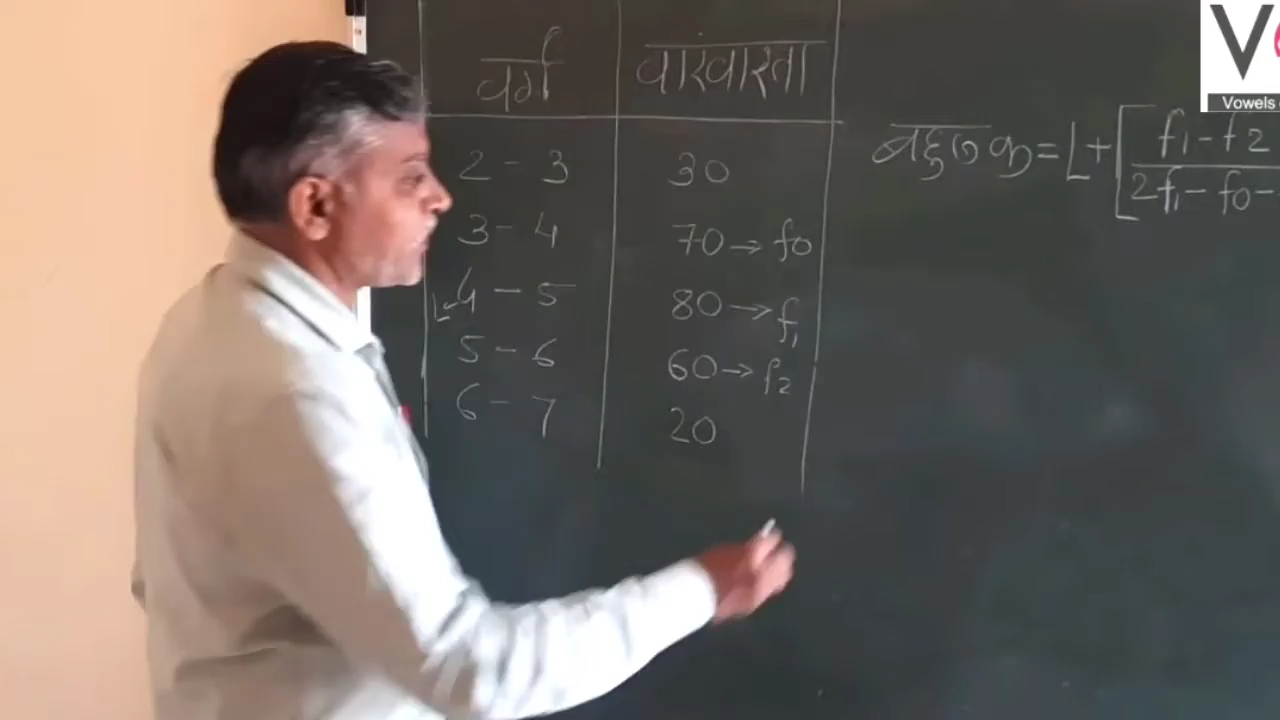 वर्ग वारंवारता
2 - 3 30
3 - 4 70 → f0
L ← 4 - 5 80 → f₁
5 - 6 60 → f₂
6 - 7 20
बहुलक = L + [ f₁ - f2
2f₁ - f0 -
Vowels